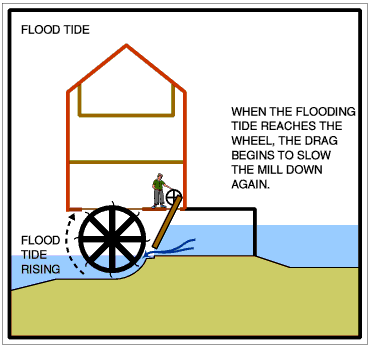 FLOOD TIDE
WHEN THE FLOODING
TIDE REACHES THE
WHEEL, THE DRAG
BEGINS TO SLOW
THE MILL DOWN
AGAIN.
FLOOD
TIDE
RISING